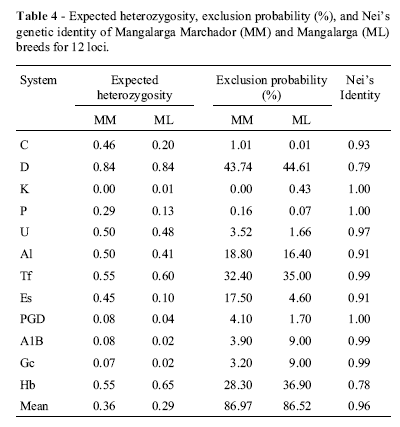 Table 4 - Expected heterozygosity, exclusion probability (%), and Nei's
genetic identity of Mangalarga Marchador (MM) and Mangalarga (ML)
breeds for 12 loci.
System Expected heterozygosity Exclusion probability (%) Nei's Identity
MM ML MM ML
C 0.46 0.20 1.01 0.01 0.93
D 0.84 0.84 43.74 44.61 0.79
K 0.00 0.01 0.00 0.43 1.00
P 0.29 0.13 0.16 0.07 1.00
U 0.50 0.48 3.52 1.66 0.97
Al 0.50 0.41 18.80 16.40 0.91
Tf 0.55 0.60 32.40 35.00 0.99
Es 0.45 0.10 17.50 4.60 0.91
PGD 0.08 0.04 4.10 1.70 1.00
A1B 0.08 0.02 3.90 9.00 0.99
Gc 0.07 0.02 3.20 9.00 0.99
Hb 0.55 0.65 28.30 36.90 0.78
Mean 0.36 0.29 86.97 86.52 0.96